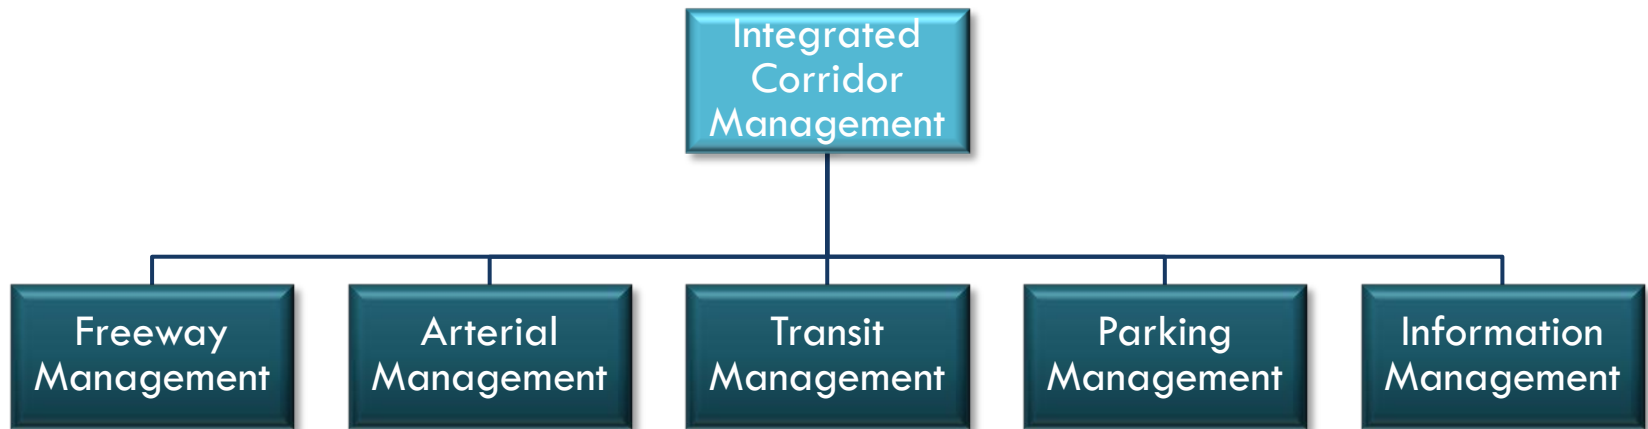 Integrated
Corridor
Management
Freeway
Management
Arterial
Management
Transit
Management
Parking
Management
Information
Management